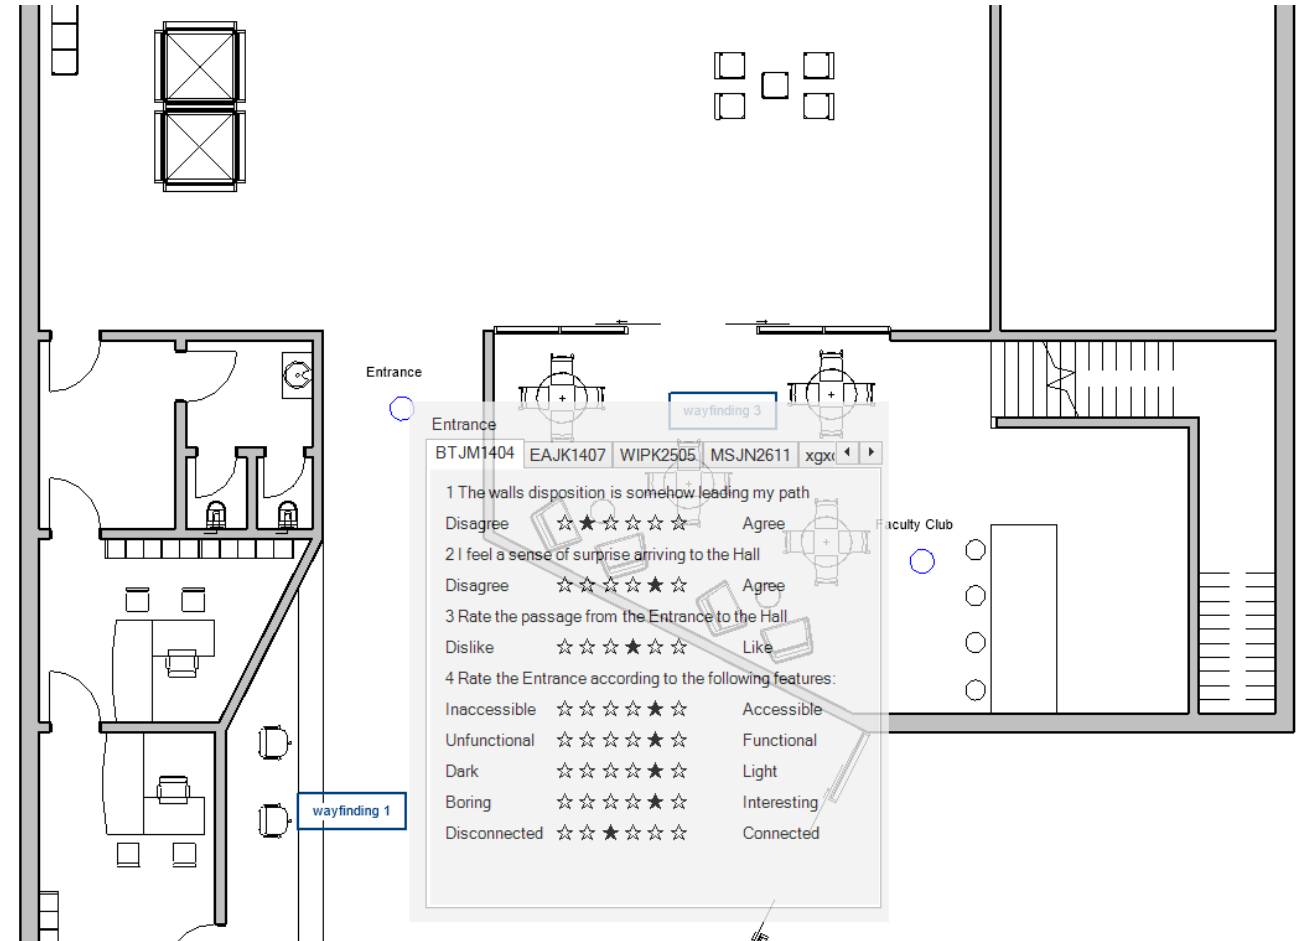 Entrance
wayfinding 3
Entrance
BTJM1404 EAJK1407 WIPK2505 MSJN2611
1 The walls disposition is somehow leading my path
Disagree Agree
Faculty Club
2 I feel a sense of surprise arriving to the Hall
Disagree Agree
3 Rate the passage from the Entrance to the Hall
Dislike Like
4 Rate the Entrance according to the following features:
Inaccessible Accessible
Unfunctional Functional
Dark Light
Boring Interesting
wayfinding 1
Disconnected Connected